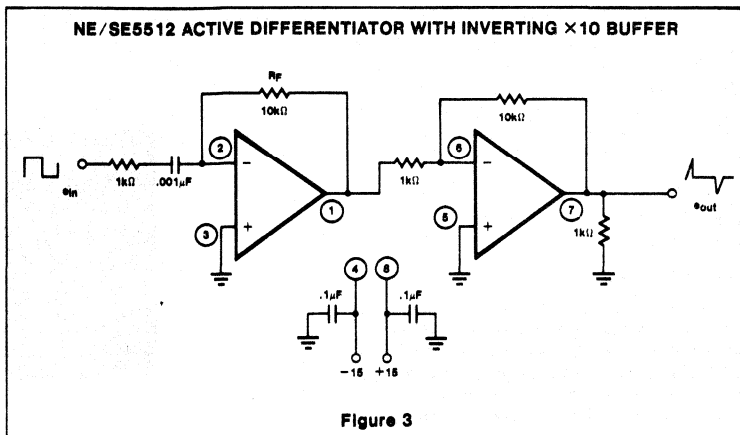 NE/SE5512 ACTIVE DIFFERENTIATOR WITH INVERTING ×10 BUFFER
RF
10kΩ
10kΩ
2
6
ein
1kΩ
.001μF
−
1
1kΩ
−
7
eout
3
+
5
+
1kΩ
4
8
.1μF
.1μF
−15
+15
Figure 3